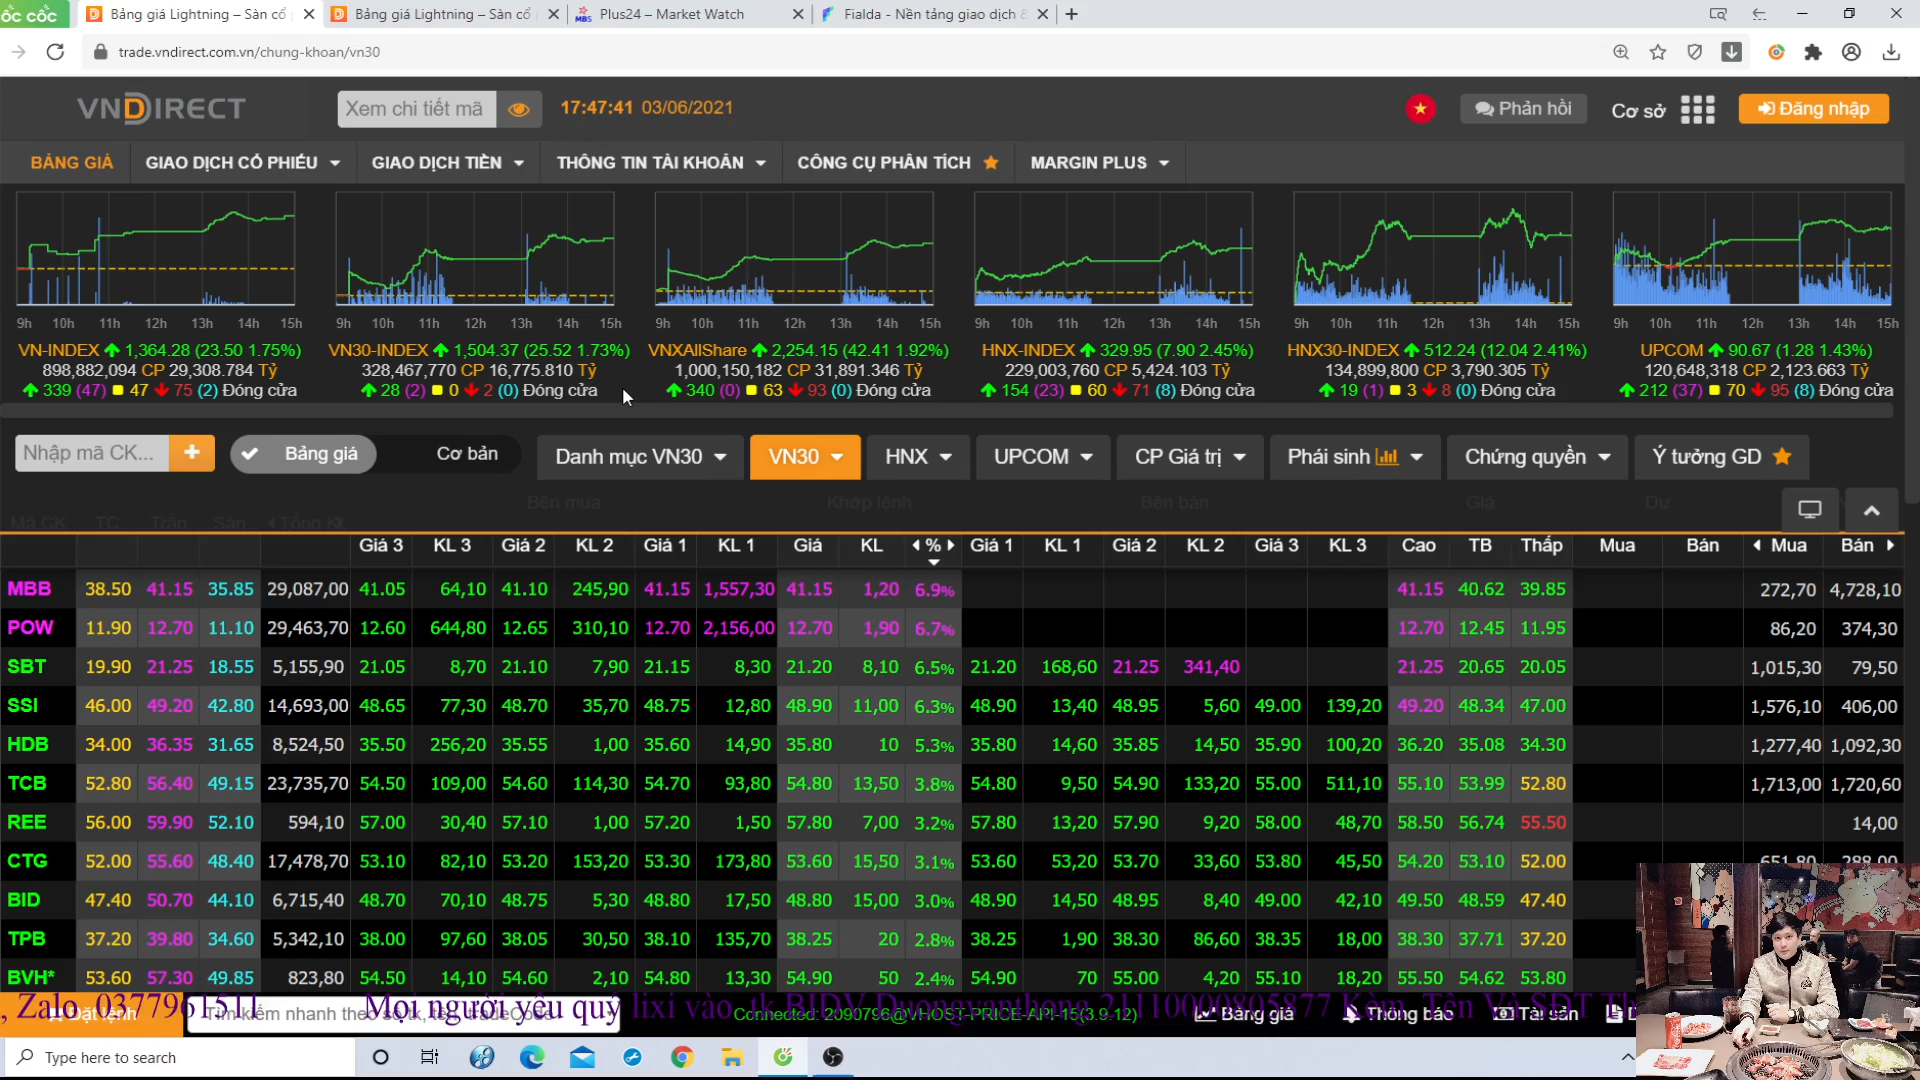 ốc cốc Bảng giá Lightning – Sàn cổ Bảng giá Lightning – Sàn cổ Plus24 – Market Watch Fialda - Nền tảng giao dịch
trade.vndirect.com.vn/chung-khoan/vn30
VNDIRECT Xem chi tiết mã 17:47:41 03/06/2021 Phản hồi Cơ sở Đăng nhập
BẢNG GIÁ GIAO DỊCH CỔ PHIẾU GIAO DỊCH TIỀN THÔNG TIN TÀI KHOẢN CÔNG CỤ PHÂN TÍCH MARGIN PLUS
9h 10h 11h 12h 13h 14h 15h 9h 10h 11h 12h 13h 14h 15h 9h 10h 11h 12h 13h 14h 15h 9h 10h 11h 12h 13h 14h 15h 9h 10h 11h 12h 13h 14h 15h 9h 10h 11h 12h 13h 14h 15h
VN-INDEX 1,364.28 (23.50 1.75%) VN30-INDEX 1,504.37 (25.52 1.73%) VNXAllShare 2,254.15 (42.41 1.92%) HNX-INDEX 329.95 (7.90 2.45%) HNX30-INDEX 512.24 (12.04 2.41%) UPCOM 90.67 (1.28 1.43%)
898,882,094 CP 29,308.784 Tỷ 328,467,770 CP 16,775.810 Tỷ 1,000,150,182 CP 31,891.346 Tỷ 229,003,760 CP 5,424.103 Tỷ 134,899,800 CP 3,790.305 Tỷ 120,648,318 CP 2,123.663 Tỷ
339 (47) 47 75 (2) Đóng cửa 28 (2) 0 2 (0) Đóng cửa 340 (0) 63 93 (0) Đóng cửa 154 (23) 60 71 (8) Đóng cửa 19 (1) 3 8 (0) Đóng cửa 212 (37) 70 95 (8) Đóng cửa
Nhập mã CK... + Bảng giá Cơ bản Danh mục VN30 VN30 HNX UPCOM CP Giá trị Phái sinh Chứng quyền Ý tưởng GD
Bên mua Khớp lệnh Bên bán Giá Dư
Mã CK TC Trần Sàn Tổng KL
Giá 3 KL 3 Giá 2 KL 2 Giá 1 KL 1 Giá KL % Giá 1 KL 1 Giá 2 KL 2 Giá 3 KL 3 Cao TB Thấp Mua Bán Mua Bán
MBB 38.50 41.15 35.85 29,087,00 41.05 64,10 41.10 245,90 41.15 1,557,30 41.15 1,20 6.9% 41.15 40.62 39.85 272,70 4,728,10
POW 11.90 12.70 11.10 29,463,70 12.60 644,80 12.65 310,10 12.70 2,156,00 12.70 1,90 6.7% 12.70 12.45 11.95 86,20 374,30
SBT 19.90 21.25 18.55 5,155,90 21.05 8,70 21.10 7,90 21.15 8,30 21.20 8,10 6.5% 21.20 168,60 21.25 341,40 21.25 20.65 20.05 1,015,30 79,50
SSI 46.00 49.20 42.80 14,693,00 48.65 77,30 48.70 35,70 48.75 12,80 48.90 11,00 6.3% 48.90 13,40 48.95 5,60 49.00 139,20 49.20 48.34 47.00 1,576,10 406,00
HDB 34.00 36.35 31.65 8,524,50 35.50 256,20 35.55 1,00 35.60 14,90 35.80 10 5.3% 35.80 14,60 35.85 14,50 35.90 100,20 36.20 35.08 34.30 1,277,40 1,092,30
TCB 52.80 56.40 49.15 23,735,70 54.50 109,00 54.60 114,30 54.70 93,80 54.80 13,50 3.8% 54.80 9,50 54.90 133,20 55.00 511,10 55.10 53.99 52.80 1,713,00 1,720,60
REE 56.00 59.90 52.10 594,10 57.00 30,40 57.10 1,00 57.20 1,50 57.80 7,00 3.2% 57.80 13,20 57.90 9,20 58.00 48,70 58.50 56.74 55.50 14,00
CTG 52.00 55.60 48.40 17,478,70 53.10 82,10 53.20 153,20 53.30 173,80 53.60 15,50 3.1% 53.60 53,20 53.70 33,60 53.80 45,50 54.20 53.10 52.00 651,80 288,00
BID 47.40 50.70 44.10 6,715,40 48.70 70,10 48.75 5,30 48.80 17,50 48.80 15,00 3.0% 48.90 14,50 48.95 8,40 49.00 42,10 49.50 48.59 47.40
TPB 37.20 39.80 34.60 5,342,10 38.00 97,60 38.05 30,50 38.10 135,70 38.25 20 2.8% 38.25 1,90 38.30 86,60 38.35 18,00 38.30 37.71 37.20
BVH* 53.60 57.30 49.85 823,80 54.50 14,10 54.60 2,10 54.80 13,30 54.90 50 2.4% 54.90 70 55.00 4,20 55.10 18,20 55.50 54.62 53.80
, Zalo 0377961511 Mọi người yêu quý lixi vào tk BIDV Duongvanthong 21110000805877 Kèm Tên Và SĐT
Đặt lệnh Tìm kiếm nhanh theo số tk, tên, tradeCode Connected: 2090796@VHOST-PRICE-API-15(3.9.12) Bảng giá Thông báo Tài sản
Type here to search